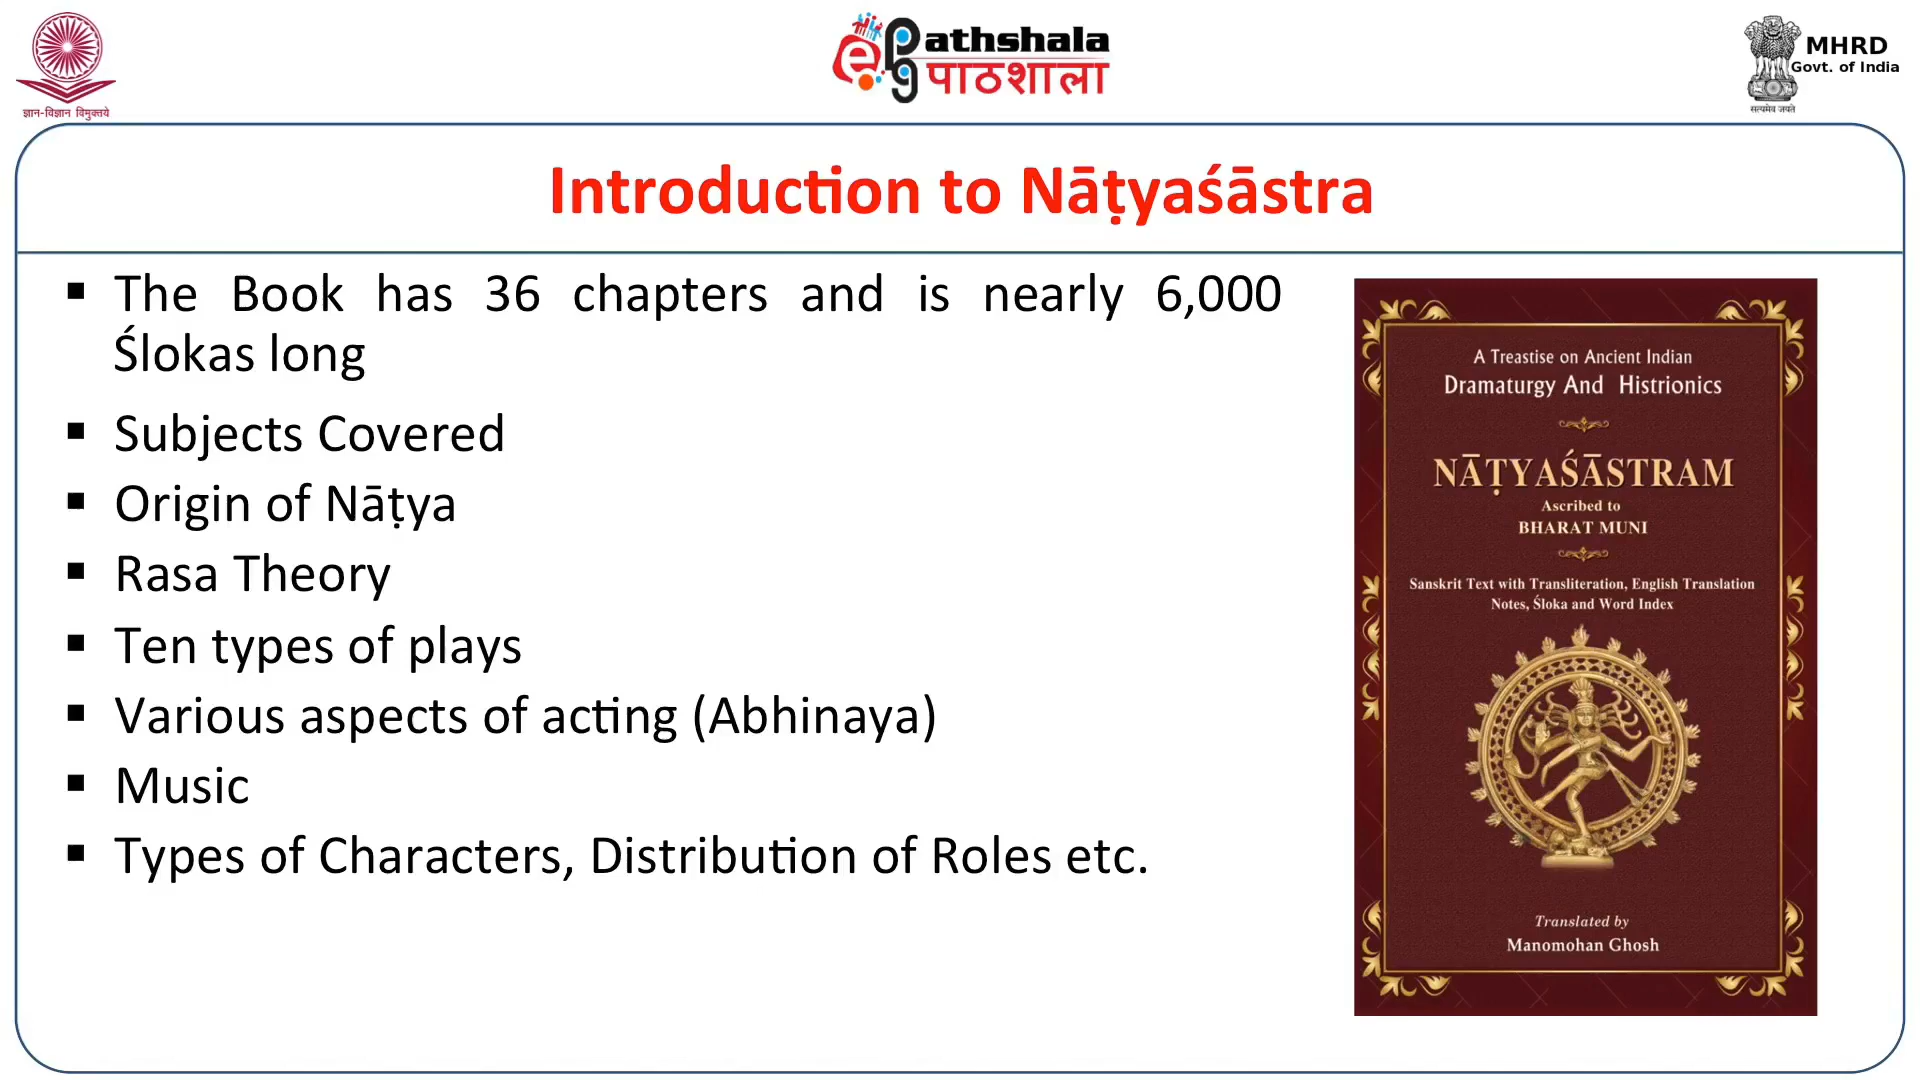 ज्ञान-विज्ञान विमुक्तये
ePG Pathshala
पाठशाला
MHRD
Govt. of India
सत्यमेव जयते
Introduction to Nāṭyaśāstra
▪ The Book has 36 chapters and is nearly 6,000
Ślokas long
▪ Subjects Covered
▪ Origin of Nāṭya
▪ Rasa Theory
▪ Ten types of plays
▪ Various aspects of acting (Abhinaya)
▪ Music
▪ Types of Characters, Distribution of Roles etc.
A Treastise on Ancient Indian
Dramaturgy And Histrionics
NĀṬYAŚĀSTRAM
Ascribed to
BHARAT MUNI
Sanskrit Text with Transliteration, English Translation
Notes, Śloka and Word Index
Translated by
Manomohan Ghosh